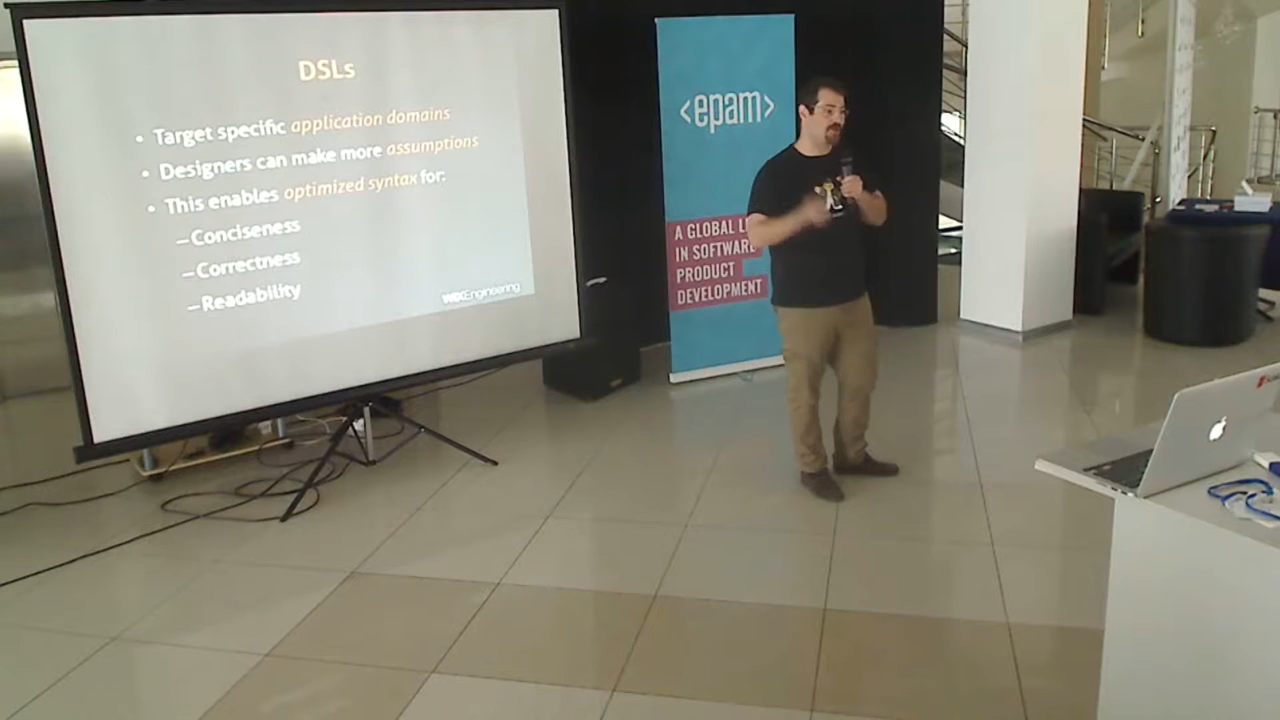 DSLs
• Target specific application domains
• Designers can make more assumptions
• This enables optimized syntax for:
–Conciseness
–Correctness
–Readability
WIXEngineering
<epam>
A GLOBAL
IN SOFTWARE
PRODUCT
DEVELOPMENT